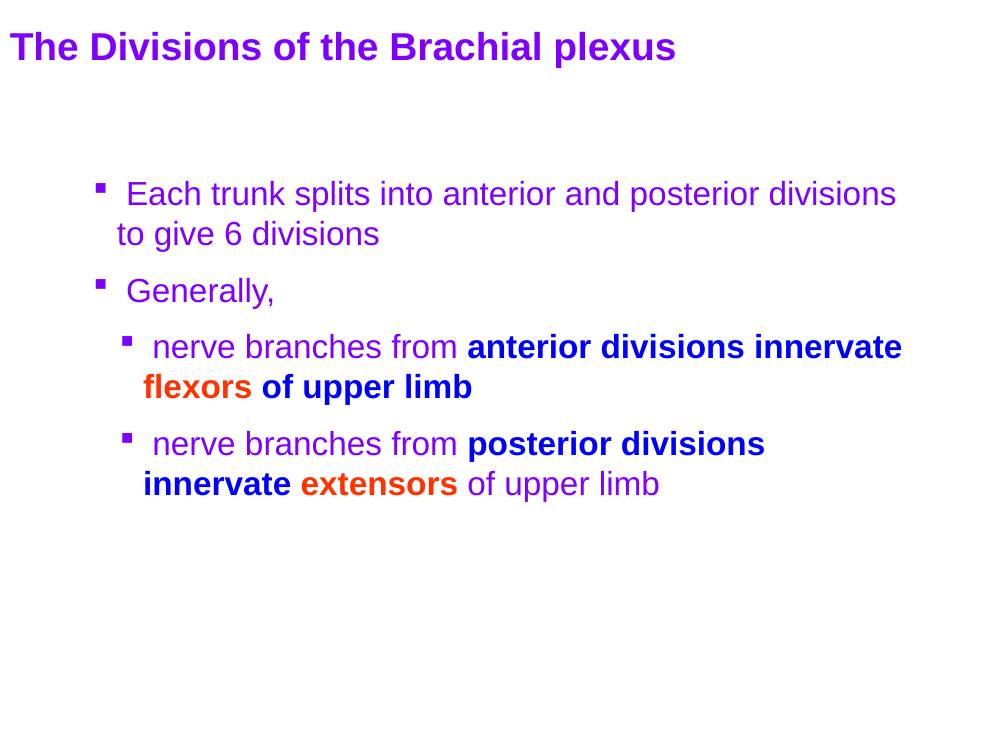 The Divisions of the Brachial plexus
▪ Each trunk splits into anterior and posterior divisions
to give 6 divisions
▪ Generally,
▪ nerve branches from anterior divisions innervate
flexors of upper limb
▪ nerve branches from posterior divisions
innervate extensors of upper limb